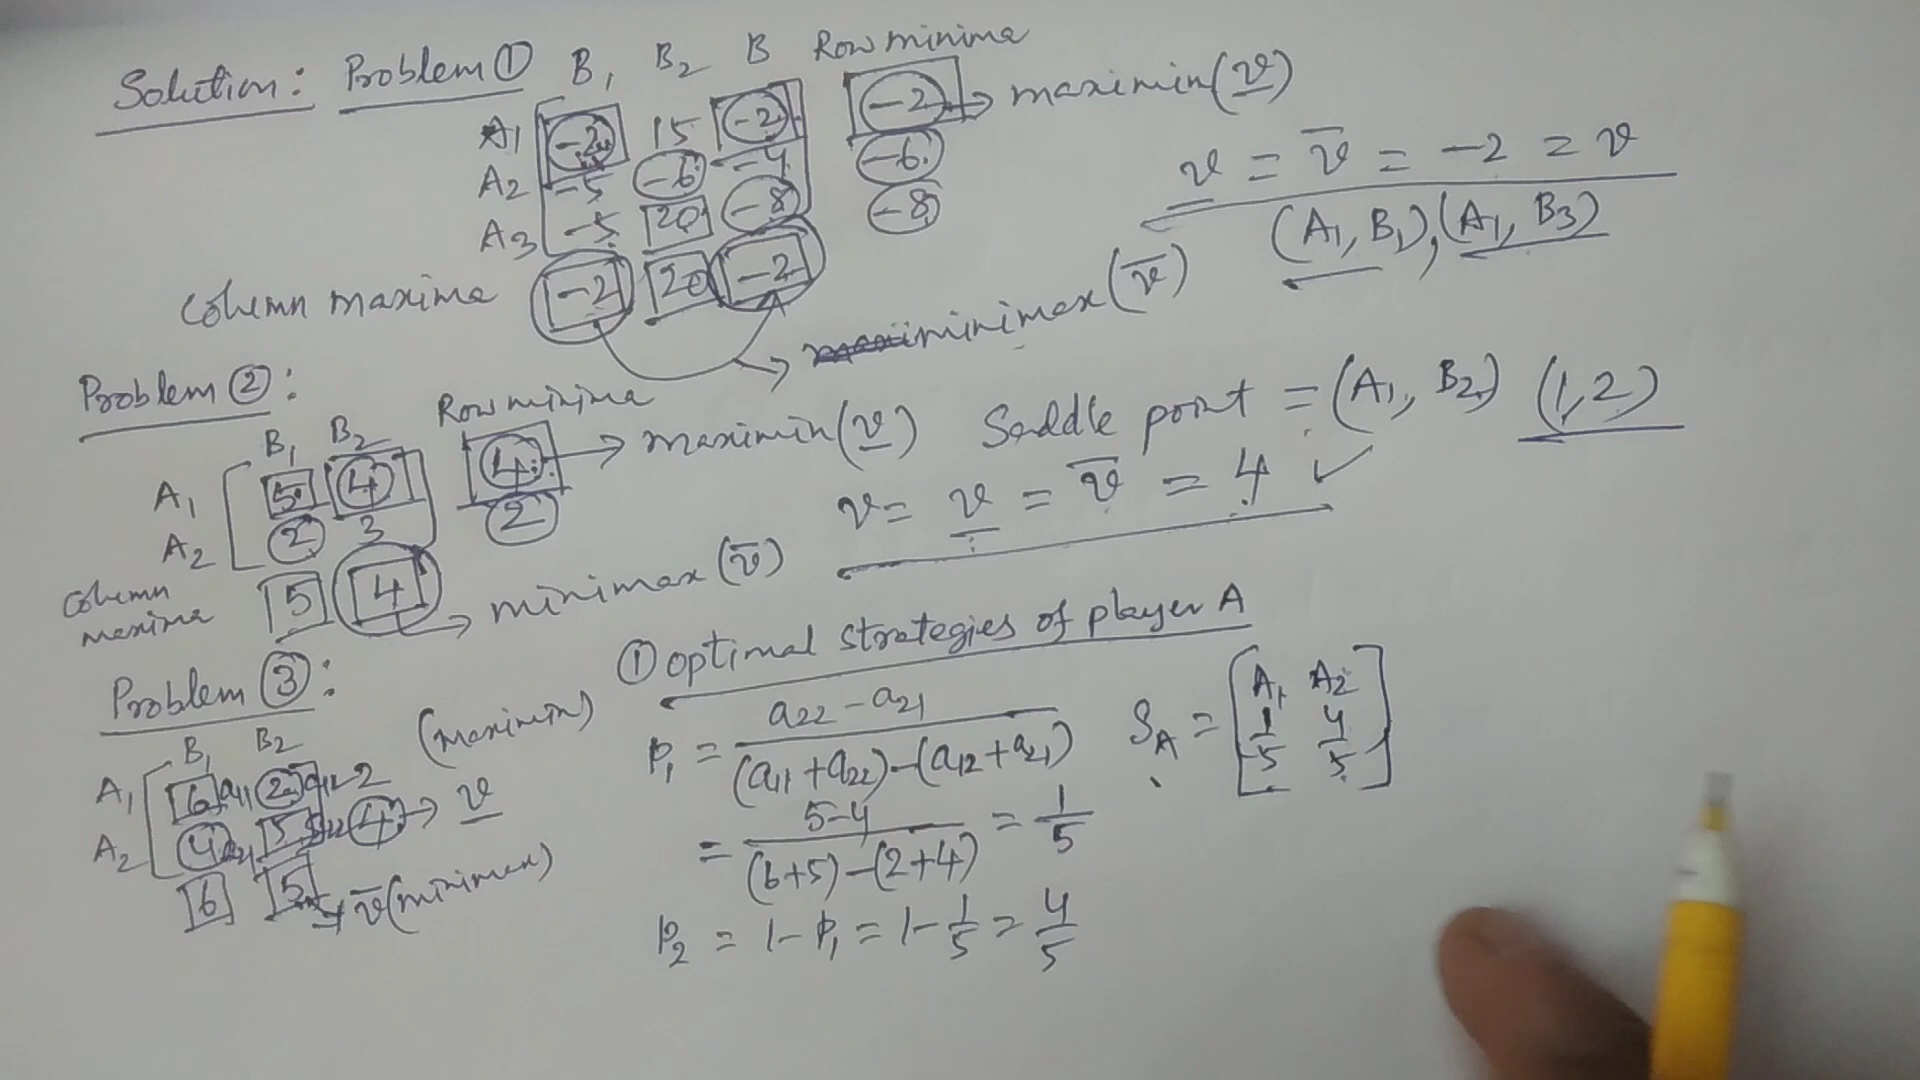 Solution: Problem ① B₁ B₂ B Row minima
A1 -2 15 -2 -2 → maximin (v̲)
A2 -5 -6 -4 -6
A3 -5 20 -8 -8
Column maxima -2 20 -2
→ minimax (v̅)
v̲ = v̅ = -2 = v
(A1, B1), (A1, B3)
Problem ②:
B₁ B₂ Row minima
A₁ 5 4 4 → maximin (v̲)
A₂ 2 3 2
Column maxima 5 4 → minimax (v̅)
Saddle point = (A1, B2) (1,2)
v = v̲ = v̅ = 4 ✓
Problem ③:
B₁ B₂ (maximin)
A₁ 6 a11 2 a12 2
A₂ 4 a21 5 a22 4 → v̲
6 5 → v̅ (minimax)
① optimal strategies of player A
P₁ = (a22 - a21) / ((a11 + a22) - (a12 + a21))
= (5-4) / ((6+5) - (2+4)) = 1/5
P₂ = 1 - P₁ = 1 - 1/5 = 4/5
S_A = [A₁ A₂
1/5 4/5]